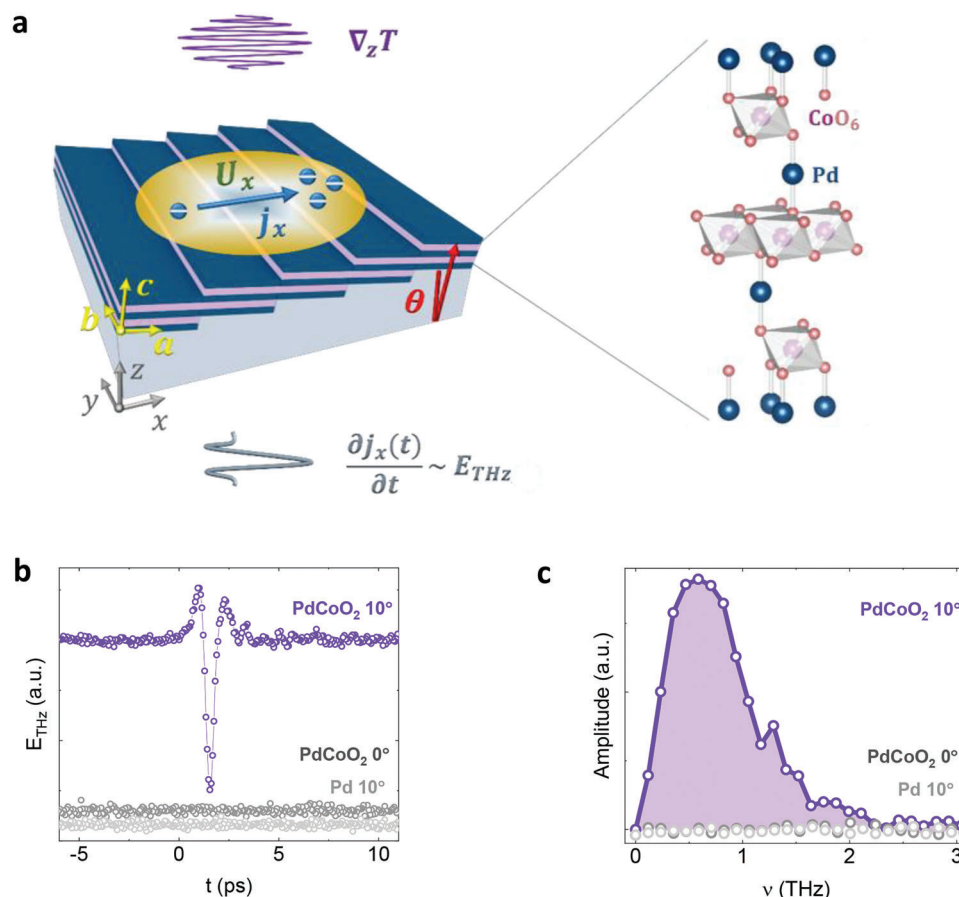 a
∇zT
CoO6
Pd
Ux
jx
θ
c
b
a
z
y
x
∂jx(t)
∂t
~ ETHz
b
PdCoO2 10°
ETHz (a.u.)
PdCoO2 0°
Pd 10°
-5
0
5
10
t (ps)
c
PdCoO2 10°
Amplitude (a.u.)
PdCoO2 0°
Pd 10°
0
1
2
3
ν (THz)